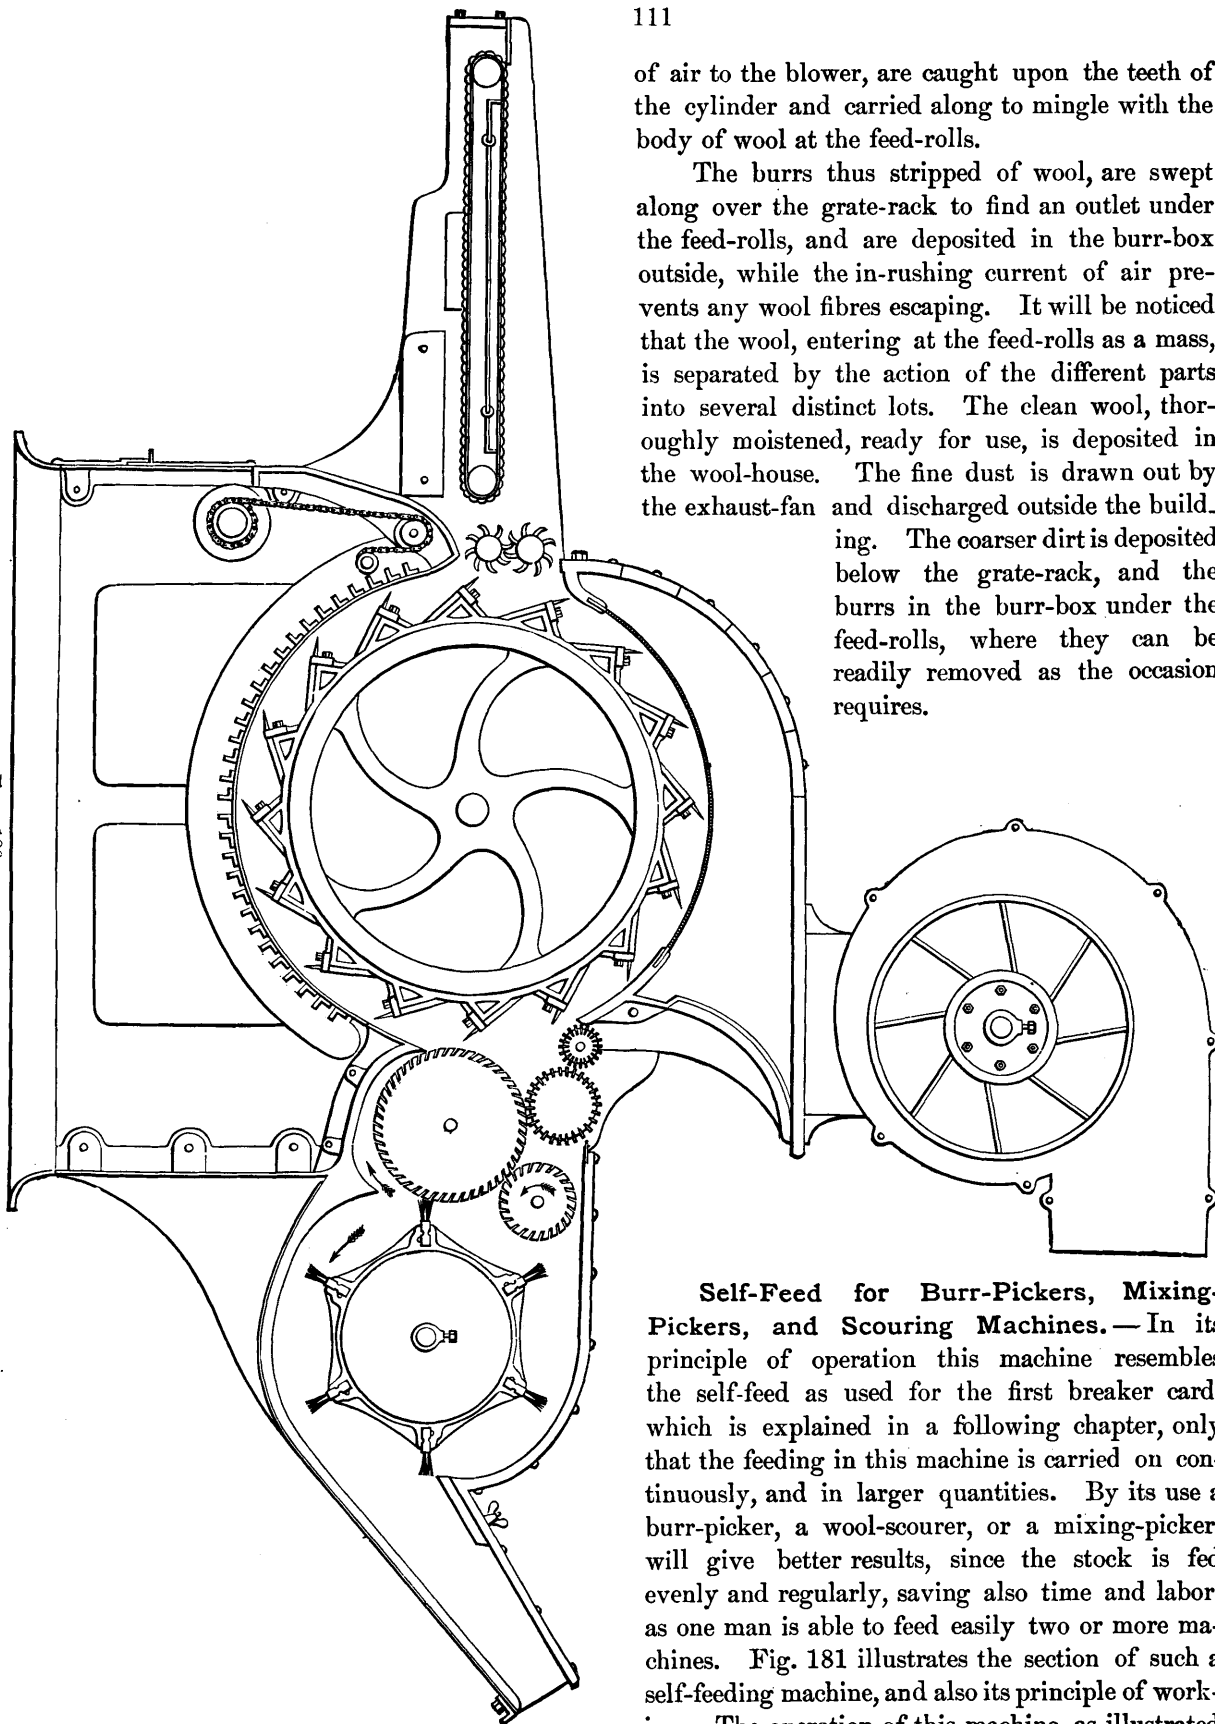 111
of air to the blower, are caught upon the teeth of
the cylinder and carried along to mingle with the
body of wool at the feed-rolls.
The burrs thus stripped of wool, are swept
along over the grate-rack to find an outlet under
the feed-rolls, and are deposited in the burr-box
outside, while the in-rushing current of air pre-
vents any wool fibres escaping. It will be noticed
that the wool, entering at the feed-rolls as a mass,
is separated by the action of the different parts
into several distinct lots. The clean wool, thor-
oughly moistened, ready for use, is deposited in
the wool-house. The fine dust is drawn out by
the exhaust-fan and discharged outside the build-
ing. The coarser dirt is deposited
below the grate-rack, and the
burrs in the burr-box under the
feed-rolls, where they can be
readily removed as the occasion
requires.
Self-Feed for Burr-Pickers, Mixing-
Pickers, and Scouring Machines.—In its
principle of operation this machine resembles
the self-feed as used for the first breaker card
which is explained in a following chapter, only
that the feeding in this machine is carried on con-
tinuously, and in larger quantities. By its use a
burr-picker, a wool-scourer, or a mixing-picker
will give better results, since the stock is fed
evenly and regularly, saving also time and labor
as one man is able to feed easily two or more ma-
chines. Fig. 181 illustrates the section of such a
self-feeding machine, and also its principle of work-
The operation of this machine, as illustrated